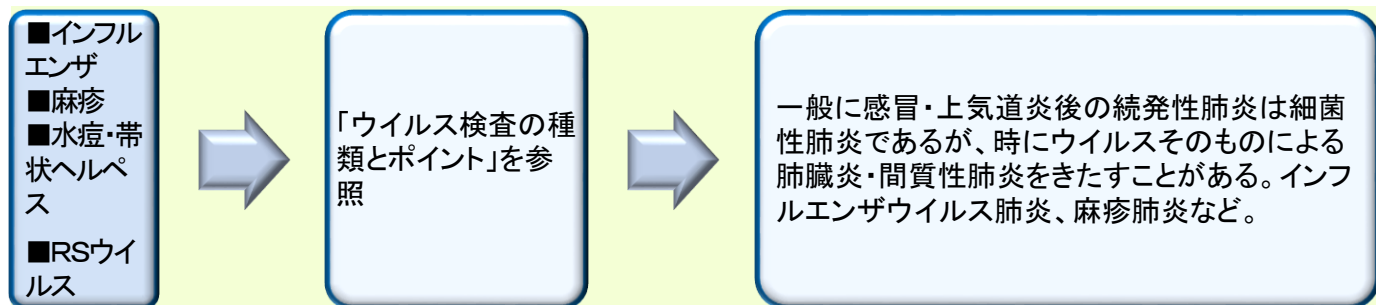 ■インフル
エンザ
■麻疹
■水痘・帯
状ヘルペ
ス
■RSウイ
ルス
「ウイルス検査の種
類とポイント」を参
照
一般に感冒・上気道炎後の続発性肺炎は細菌
性肺炎であるが、時にウイルスそのものによる
肺臓炎・間質性肺炎をきたすことがある。インフ
ルエンザウイルス肺炎、麻疹肺炎など。